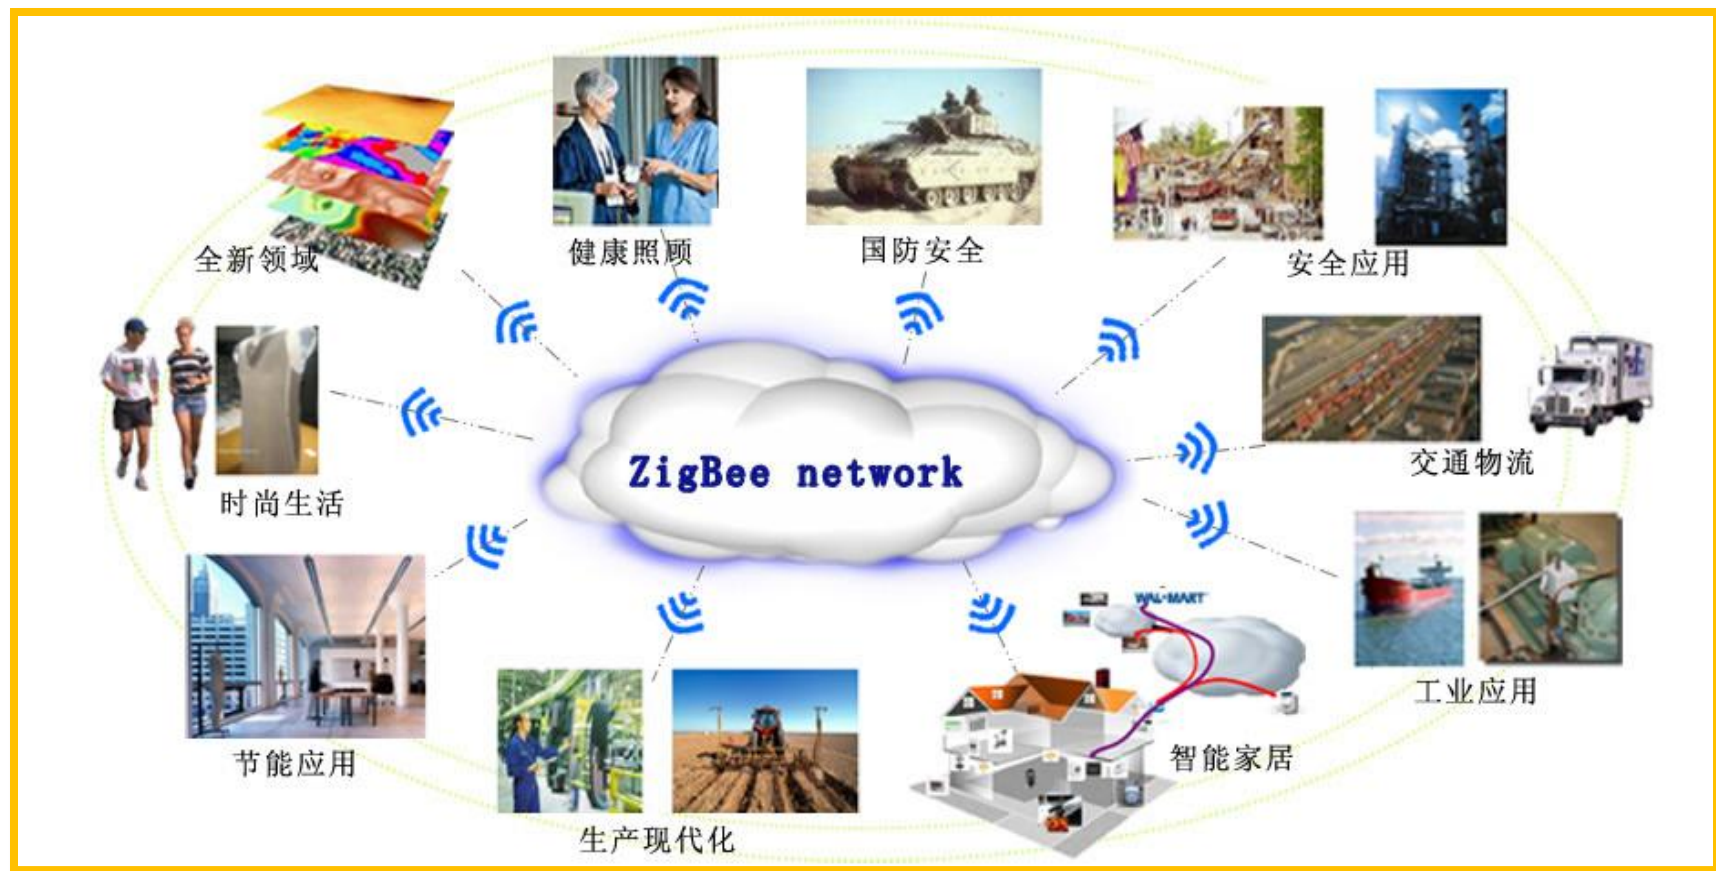 健康照顾
国防安全
全新领域
安全应用
交通物流
ZigBee network
时尚生活
WAL-MART
工业应用
节能应用
智能家居
生产现代化